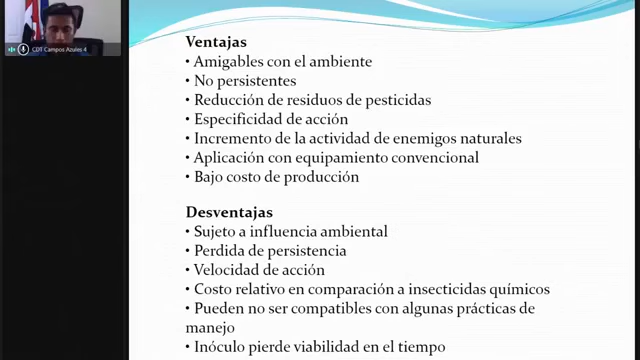 CDT Campos Azules 4
Ventajas
• Amigables con el ambiente
• No persistentes
• Reducción de residuos de pesticidas
• Especificidad de acción
• Incremento de la actividad de enemigos naturales
• Aplicación con equipamiento convencional
• Bajo costo de producción
Desventajas
• Sujeto a influencia ambiental
• Perdida de persistencia
• Velocidad de acción
• Costo relativo en comparación a insecticidas químicos
• Pueden no ser compatibles con algunas prácticas de
manejo
• Inóculo pierde viabilidad en el tiempo